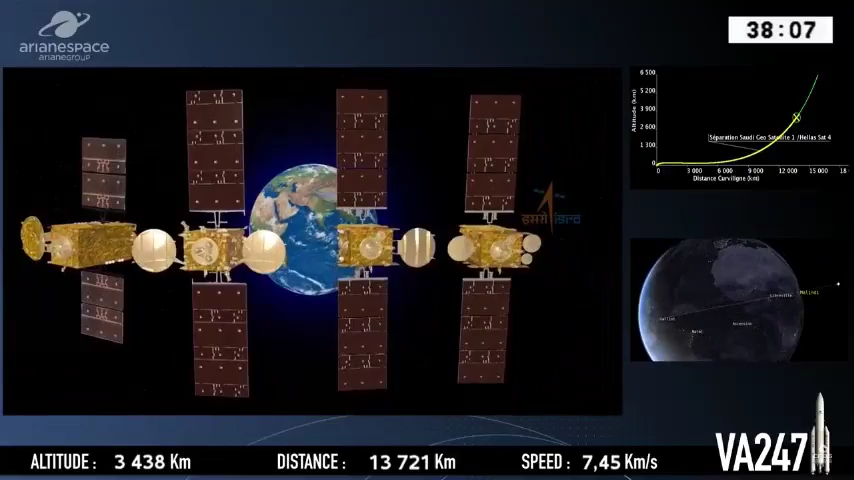 arianespace
ARIANEGROUP
38:07
6 500
5 200
3 900
2 600
1 300
0
Altitude (km)
Séparation Saudi Geo Satellite 1 /Hellas Sat 4
0 3 000 6 000 9 000 12 000 15 000 18
Distance Curviligne (km)
इसरो isro
Libreville
Malindi
Galliot
Natal
Ascension
ALTITUDE : 3 438 Km
DISTANCE : 13 721 Km
SPEED : 7,45 Km/s
VA247